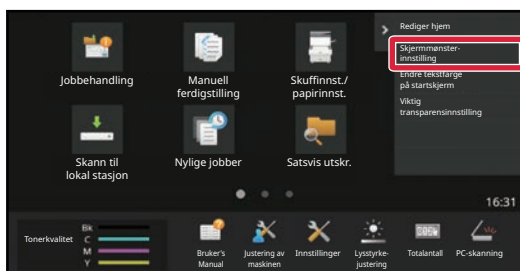 Rediger hjem
Skjermmønster-
innstilling
Endre tekstfarge
på startskjerm
Viktig
transparensinnstilling
Jobbehandling
Manuell
ferdigstilling
Skuffinnst./
papirinnst.
Skann til
lokal stasjon
Nylige jobber
Satsvis utskr.
16:31
Tonerkvalitet
Bk
C
M
Y
Bruker's
Manual
Justering av
maskinen
Innstillinger
Lysstyrke-
justering
Totalantall
PC-skanning